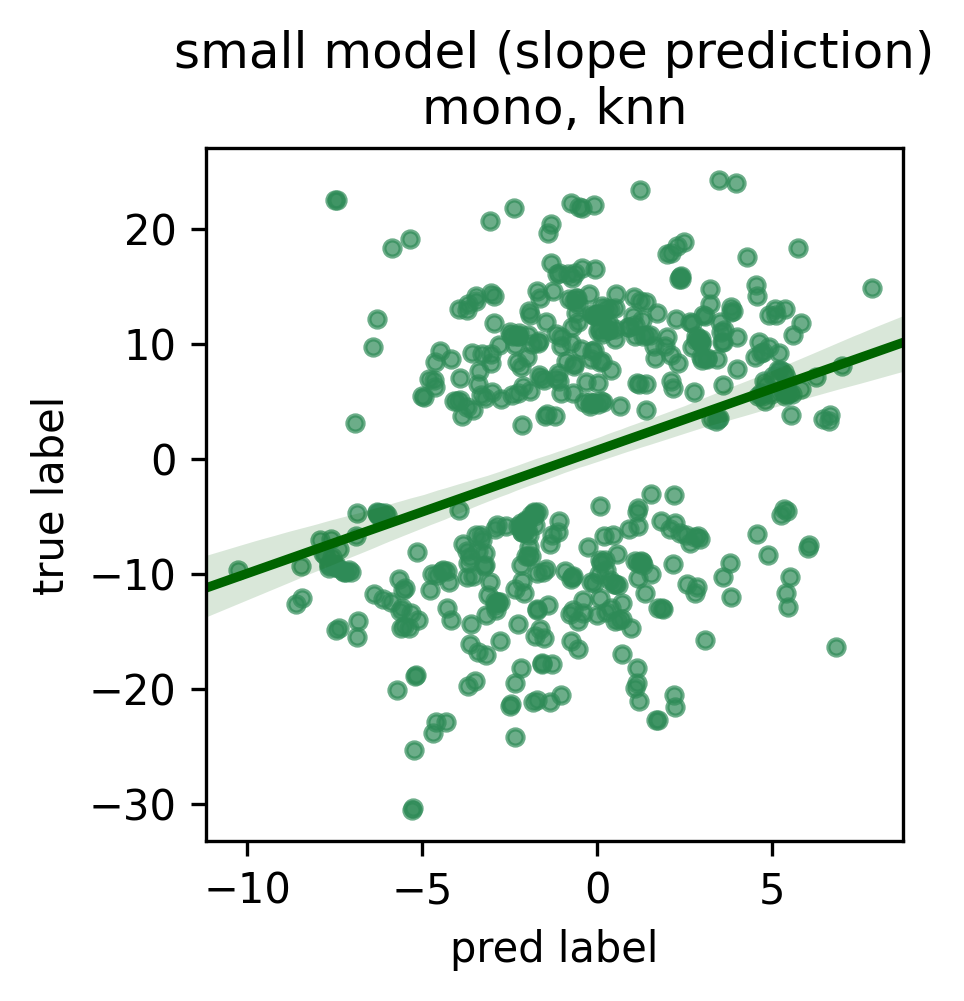 small model (slope prediction)
mono, knn
true label
20
10
0
−10
−20
−30
−10
−5
0
5
pred label